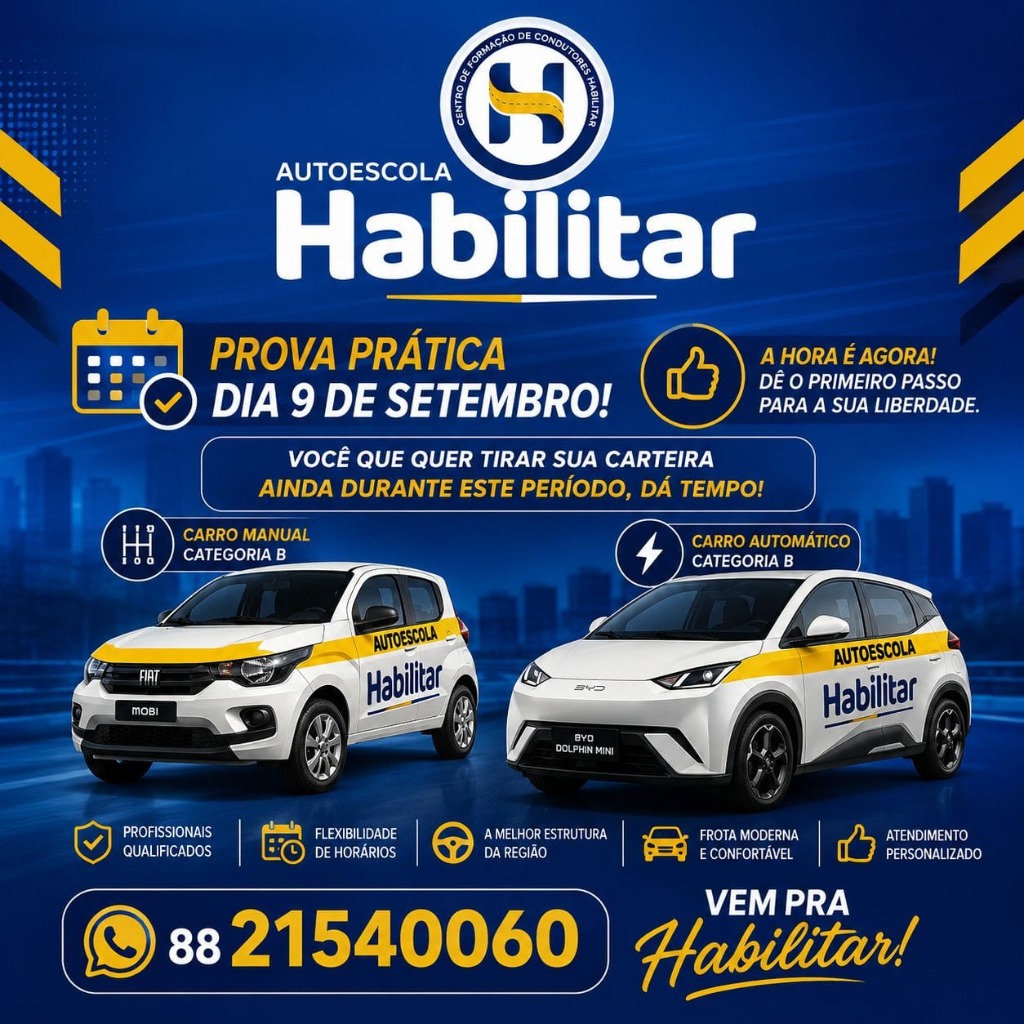 CENTRO DE FORMAÇÃO DE CONDUTORES HABILITAR
H
AUTOESCOLA
Habilitar
PROVA PRÁTICA
DIA 9 DE SETEMBRO!
A HORA É AGORA!
DÊ O PRIMEIRO PASSO
PARA A SUA LIBERDADE.
VOCÊ QUE QUER TIRAR SUA CARTEIRA
AINDA DURANTE ESTE PERÍODO, DÁ TEMPO!
CARRO MANUAL
CATEGORIA B
CARRO AUTOMÁTICO
CATEGORIA B
AUTOESCOLA
Habilitar
FIAT
MOBI
AUTOESCOLA
Habilitar
BYD
BYD
DOLPHIN MINI
PROFISSIONAIS
QUALIFICADOS
FLEXIBILIDADE
DE HORÁRIOS
A MELHOR ESTRUTURA
DA REGIÃO
FROTA MODERNA
E CONFORTÁVEL
ATENDIMENTO
PERSONALIZADO
88 21540060
VEM PRA
Habilitar!